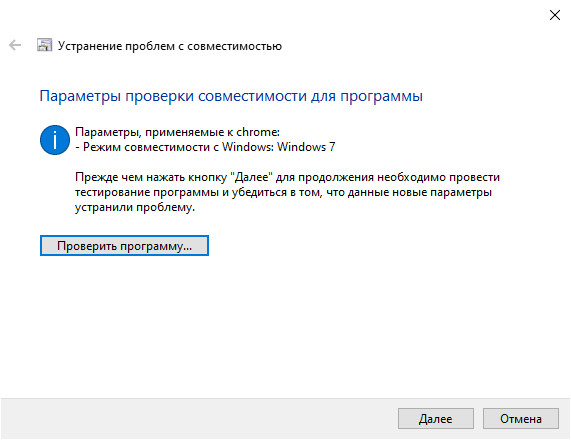 Устранение проблем с совместимостью
Параметры проверки совместимости для программы
Параметры, применяемые к chrome:
- Режим совместимости с Windows: Windows 7
Прежде чем нажать кнопку "Далее" для продолжения необходимо провести
тестирование программы и убедиться в том, что данные новые параметры
устранили проблему.
Проверить программу...
Далее
Отмена